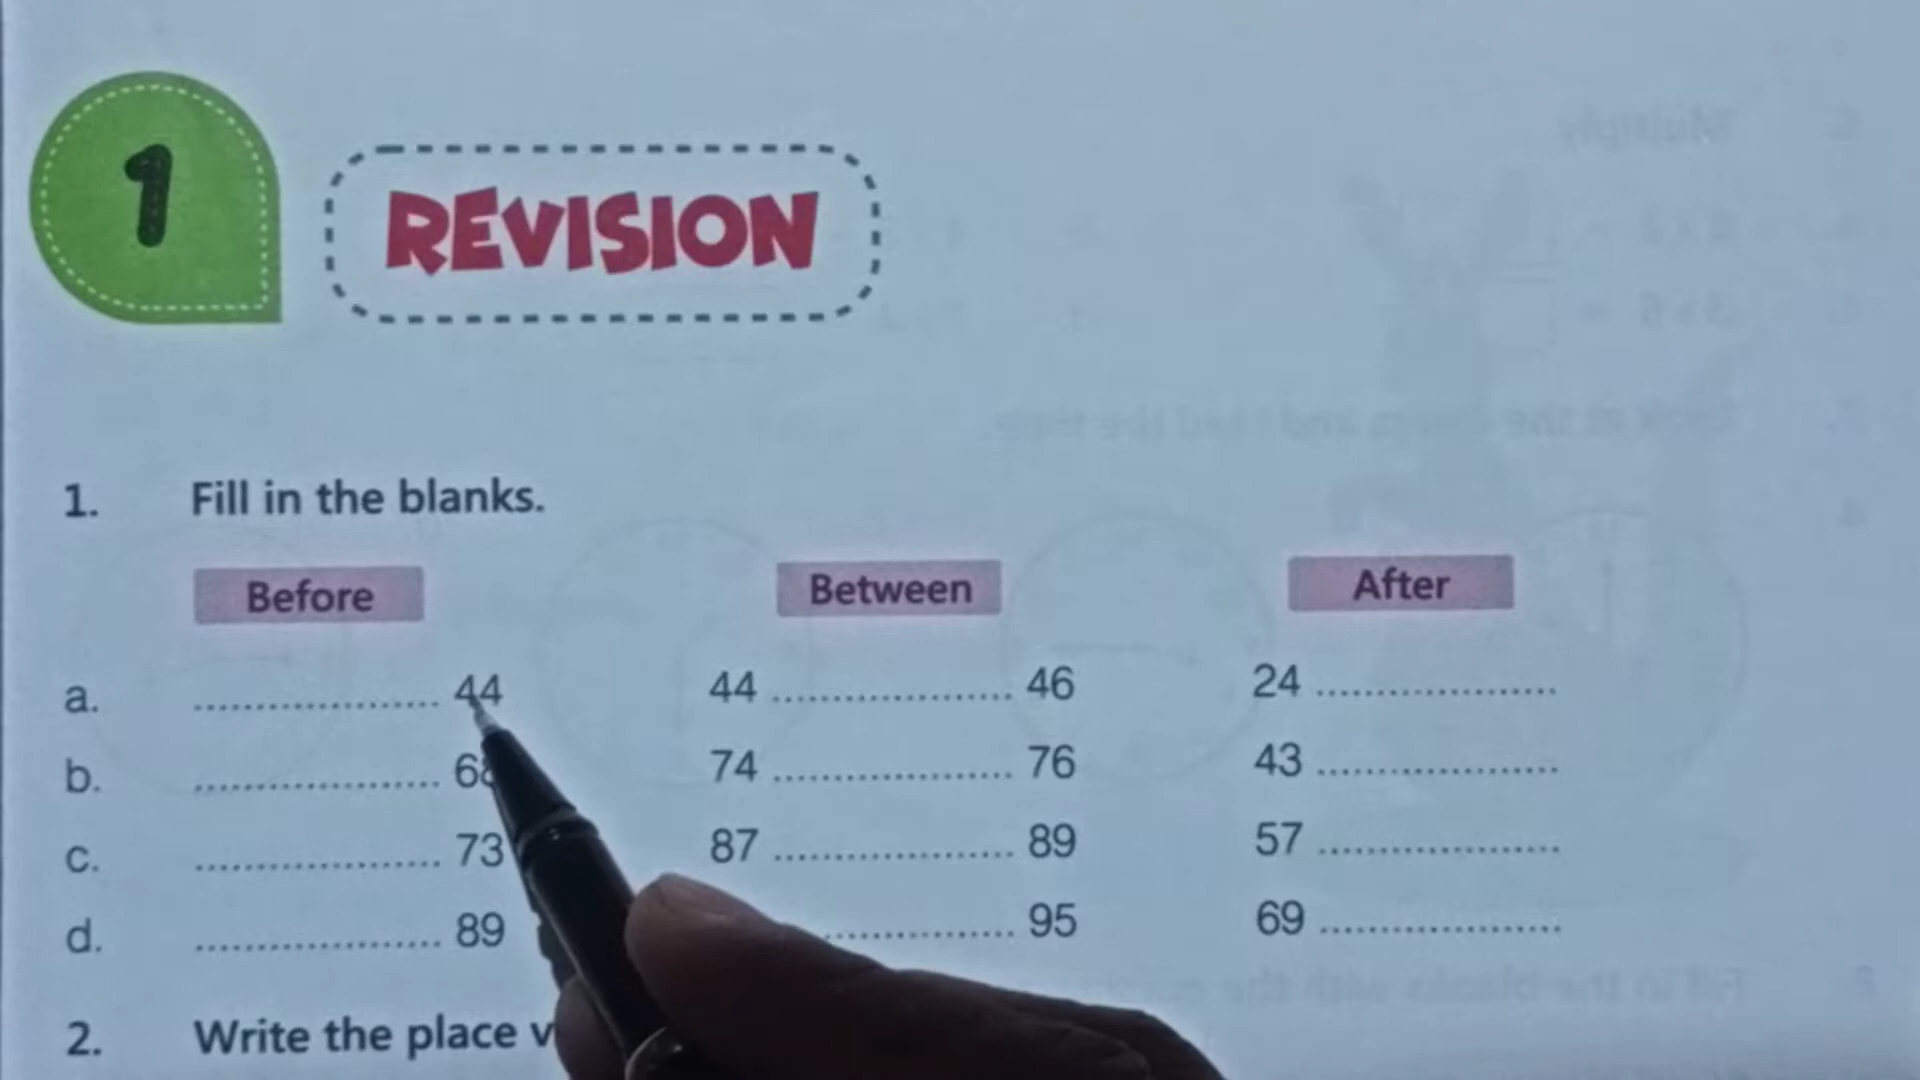 1
REVISION
1. Fill in the blanks.
Before Between After
a. .................... 44 44 .................... 46 24 ....................
b. .................... 68 74 .................... 76 43 ....................
c. .................... 73 87 .................... 89 57 ....................
d. .................... 89 .................... 95 69 ....................
2. Write the place